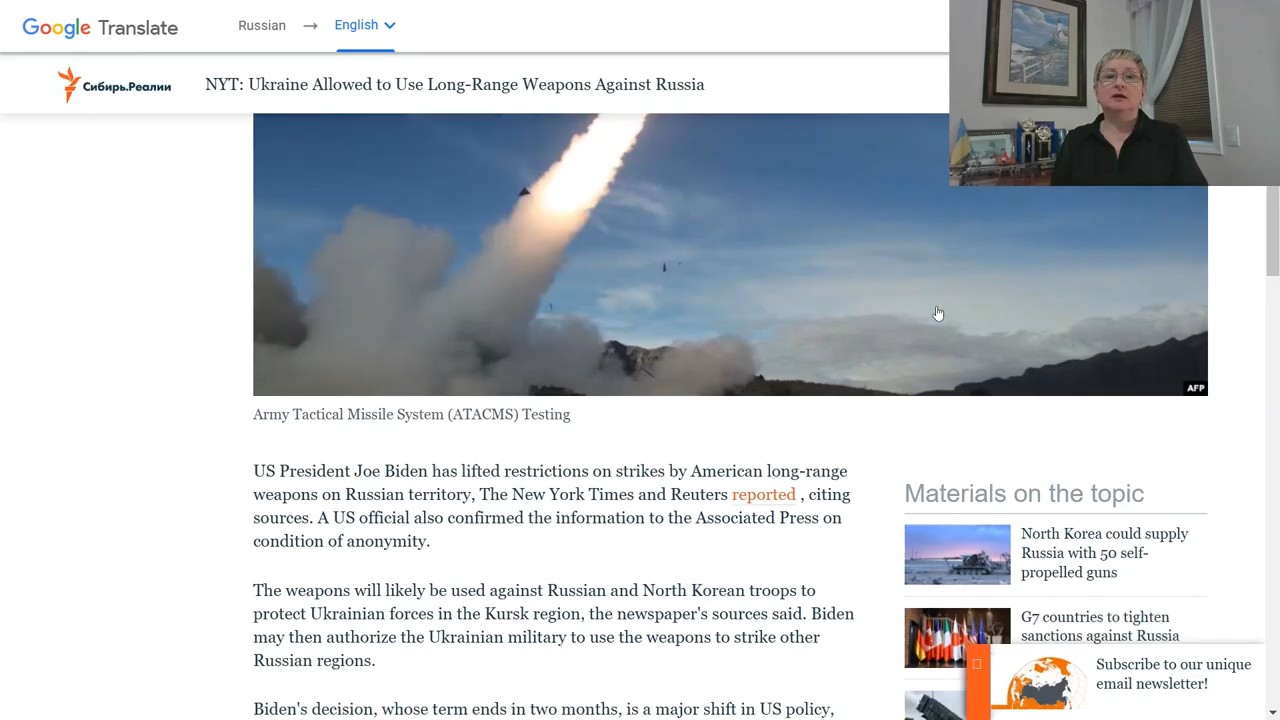 Google Translate
Russian → English
Сибирь.Реалии
NYT: Ukraine Allowed to Use Long-Range Weapons Against Russia
AFP
Army Tactical Missile System (ATACMS) Testing
US President Joe Biden has lifted restrictions on strikes by American long-range
weapons on Russian territory, The New York Times and Reuters reported , citing
sources. A US official also confirmed the information to the Associated Press on
condition of anonymity.
The weapons will likely be used against Russian and North Korean troops to
protect Ukrainian forces in the Kursk region, the newspaper's sources said. Biden
may then authorize the Ukrainian military to use the weapons to strike other
Russian regions.
Biden's decision, whose term ends in two months, is a major shift in US policy,
Materials on the topic
North Korea could supply
Russia with 50 self-
propelled guns
G7 countries to tighten
sanctions against Russia
Subscribe to our unique
email newsletter!